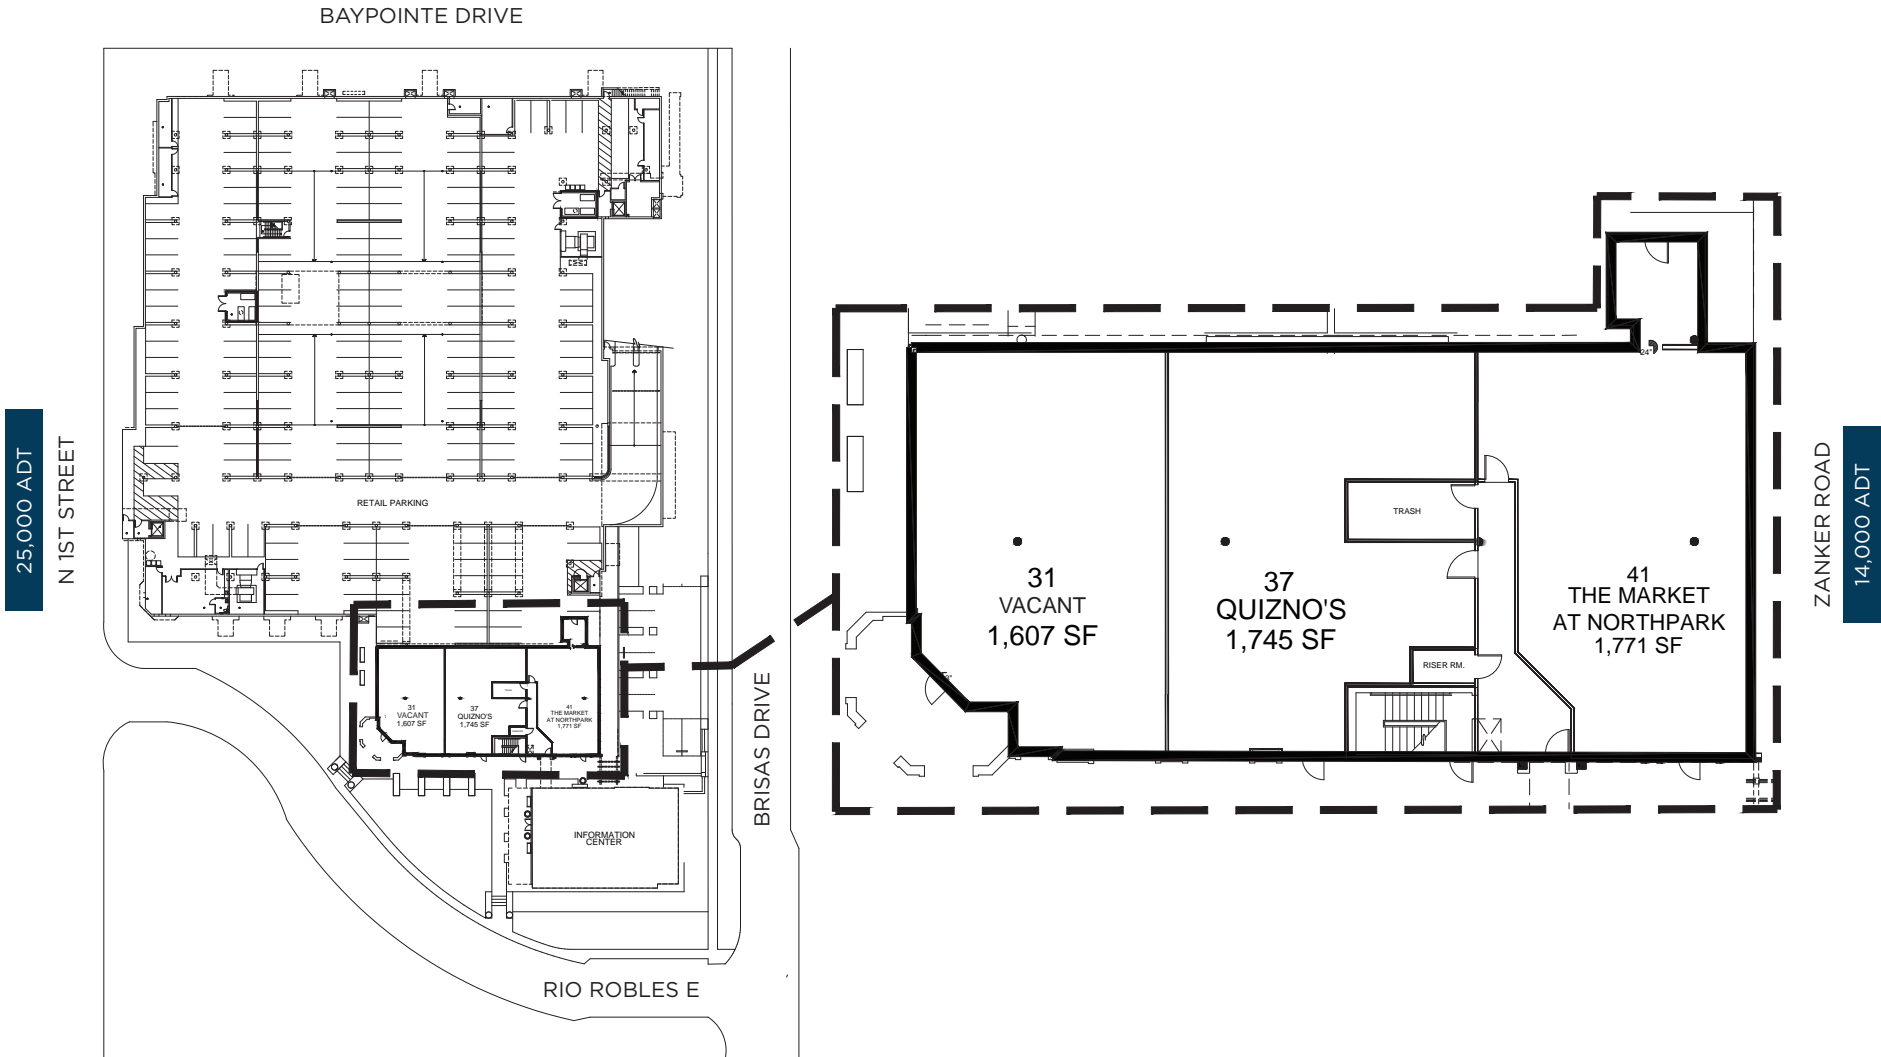 BAYPOINTE DRIVE
25,000 ADT
N 1ST STREET
RETAIL PARKING
31
VACANT
1,607 SF
37
QUIZNO'S
1,745 SF
41
THE MARKET
AT NORTHPARK
1,771 SF
INFORMATION
CENTER
BRISAS DRIVE
RIO ROBLES E
24"
TRASH
RISER RM.
31
VACANT
1,607 SF
37
QUIZNO'S
1,745 SF
41
THE MARKET
AT NORTHPARK
1,771 SF
ZANKER ROAD
14,000 ADT